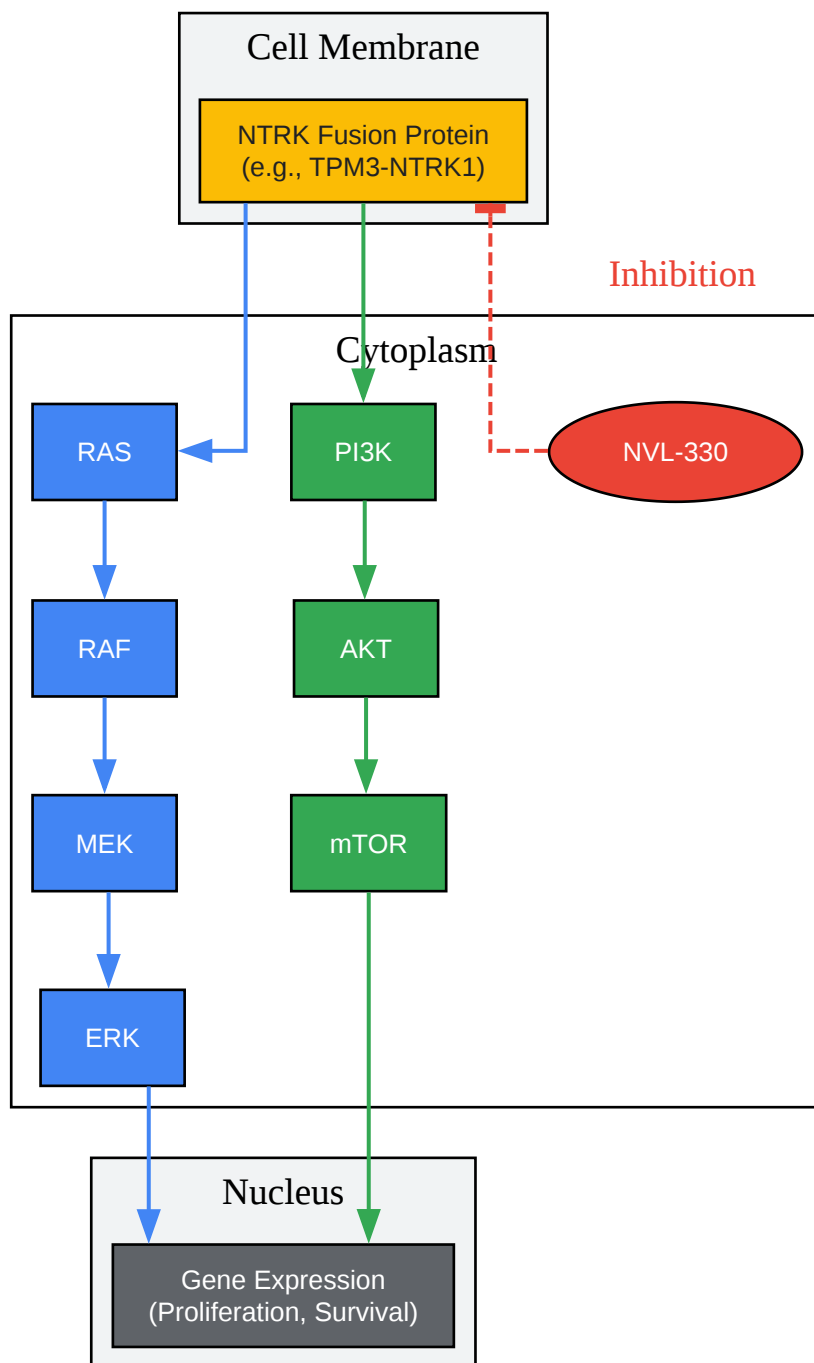 Cell Membrane
NTRK Fusion Protein
(e.g., TPM3-NTRK1)
Inhibition
Cytoplasm
RAS
PI3K
NVL-330
RAF
AKT
MEK
mTOR
ERK
Nucleus
Gene Expression
(Proliferation, Survival)